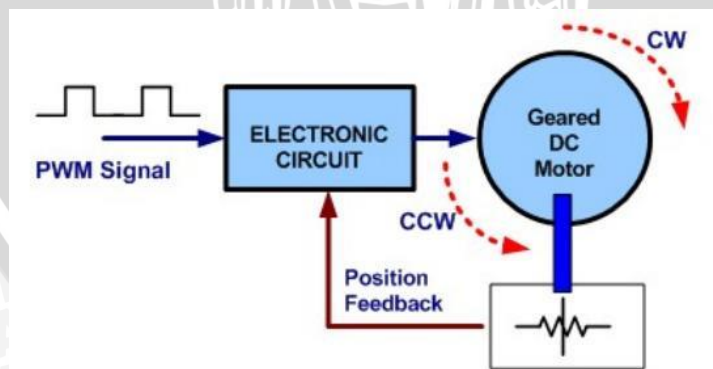 CW
PWM Signal
ELECTRONIC
CIRCUIT
Geared
DC
Motor
CCW
Position
Feedback